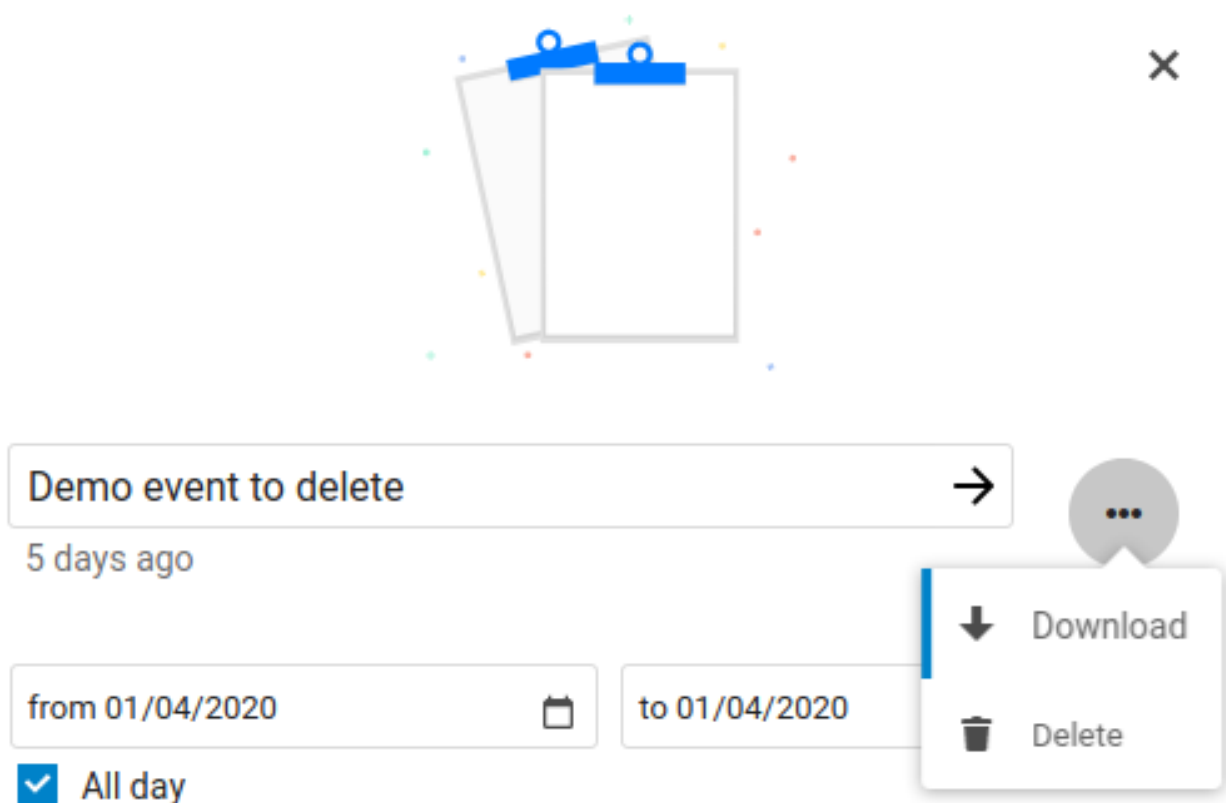 Demo event to delete
5 days ago
Download
from 01/04/2020
to 01/04/2020
Delete
All day